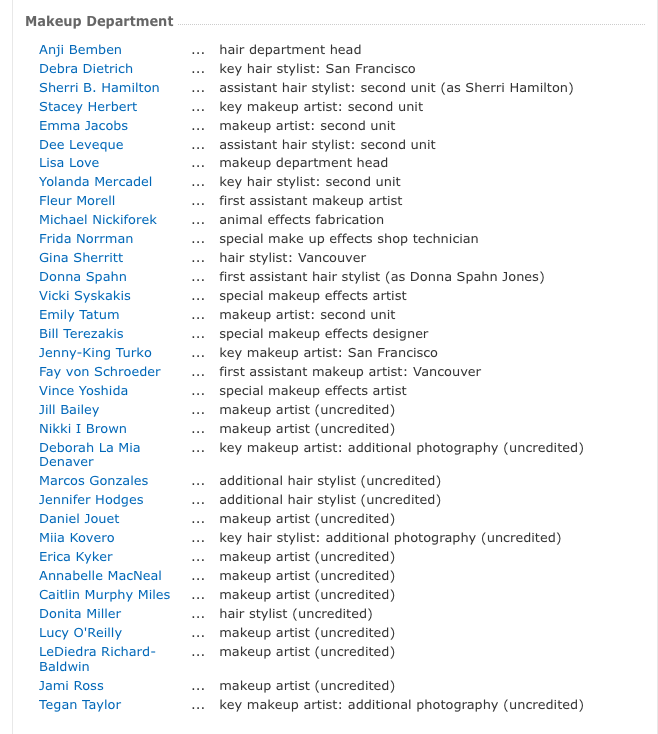 Makeup Department
Anji Bemben ... hair department head
Debra Dietrich ... key hair stylist: San Francisco
Sherri B. Hamilton ... assistant hair stylist: second unit (as Sherri Hamilton)
Stacey Herbert ... key makeup artist: second unit
Emma Jacobs ... makeup artist: second unit
Dee Leveque ... assistant hair stylist: second unit
Lisa Love ... makeup department head
Yolanda Mercadel ... key hair stylist: second unit
Fleur Morell ... first assistant makeup artist
Michael Nickiforek ... animal effects fabrication
Frida Norrman ... special make up effects shop technician
Gina Sherritt ... hair stylist: Vancouver
Donna Spahn ... first assistant hair stylist (as Donna Spahn Jones)
Vicki Syskakis ... special makeup effects artist
Emily Tatum ... makeup artist: second unit
Bill Terezakis ... special makeup effects designer
Jenny-King Turko ... key makeup artist: San Francisco
Fay von Schroeder ... first assistant makeup artist: Vancouver
Vince Yoshida ... special makeup effects artist
Jill Bailey ... makeup artist (uncredited)
Nikki I Brown ... makeup artist (uncredited)
Deborah La Mia ... key makeup artist: additional photography (uncredited)
Denaver
Marcos Gonzales ... additional hair stylist (uncredited)
Jennifer Hodges ... additional hair stylist (uncredited)
Daniel Jouet ... makeup artist (uncredited)
Miia Kovero ... key hair stylist: additional photography (uncredited)
Erica Kyker ... makeup artist (uncredited)
Annabelle MacNeal ... makeup artist (uncredited)
Caitlin Murphy Miles ... makeup artist (uncredited)
Donita Miller ... hair stylist (uncredited)
Lucy O'Reilly ... makeup artist (uncredited)
LeDiedra Richard- ... makeup artist (uncredited)
Baldwin
Jami Ross ... makeup artist (uncredited)
Tegan Taylor ... key makeup artist: additional photography (uncredited)